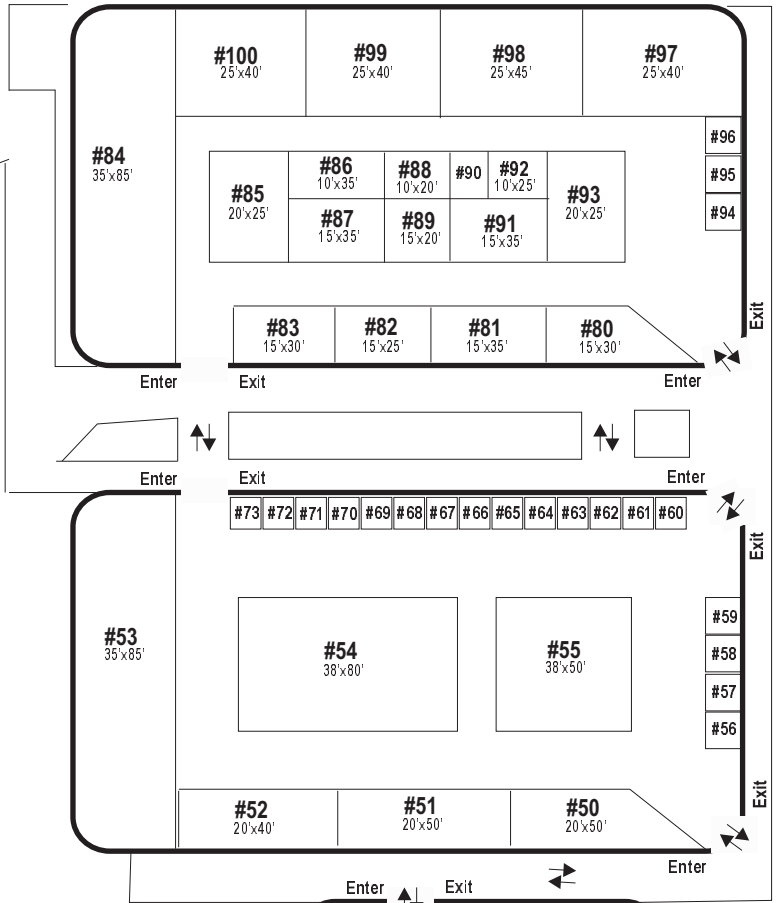 #100
25'x40'
#99
25'x40'
#98
25'x45'
#97
25'x40'
#84
35'x85'
#96
#95
#94
#85
20'x25'
#86
10'x35'
#88
10'x20'
#90
#92
10'x25'
#93
20'x25'
#87
15'x35'
#89
15'x20'
#91
15'x35'
#83
15'x30'
#82
15'x25'
#81
15'x35'
#80
15'x30'
Exit
Enter
Exit
Enter
Enter
Exit
Enter
#73 #72 #71 #70 #69 #68 #67 #66 #65 #64 #63 #62 #61 #60
Exit
#53
35'x85'
#54
38'x80'
#55
38'x50'
#59
#58
#57
#56
#52
20'x40'
#51
20'x50'
#50
20'x50'
Exit
Enter
Enter
Exit